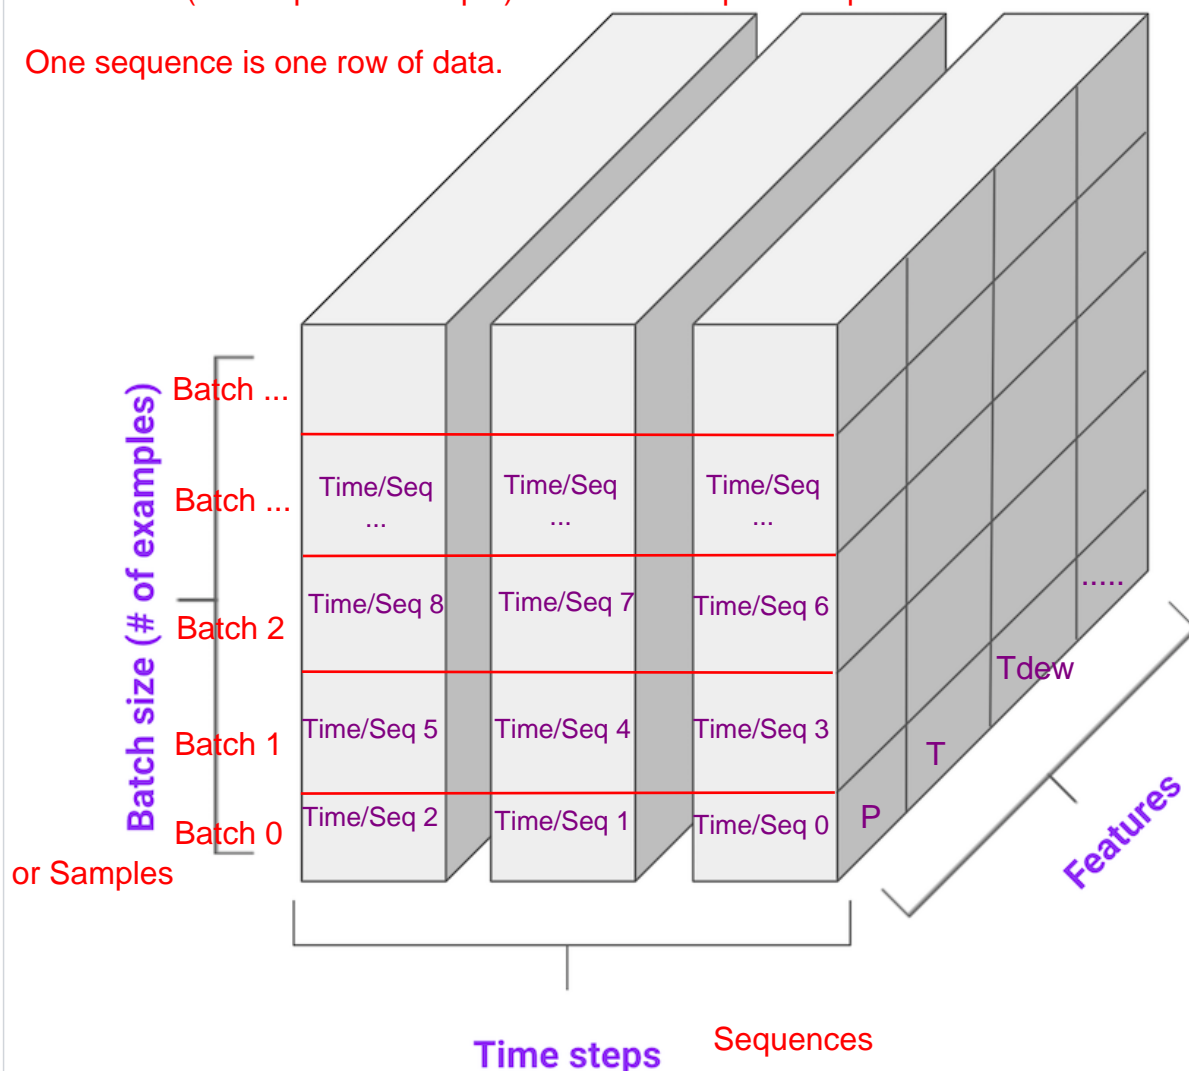 One sequence is one row of data.
Batch ...
Batch size (# of examples)
Batch ...
Time/Seq
...
Time/Seq
...
Time/Seq
...
Batch 2
Time/Seq 8
Time/Seq 7
Time/Seq 6
.....
Tdew
Batch 1
Time/Seq 5
Time/Seq 4
Time/Seq 3
T
Batch 0
Time/Seq 2
Time/Seq 1
Time/Seq 0
P
Features
or Samples
Time steps
Sequences